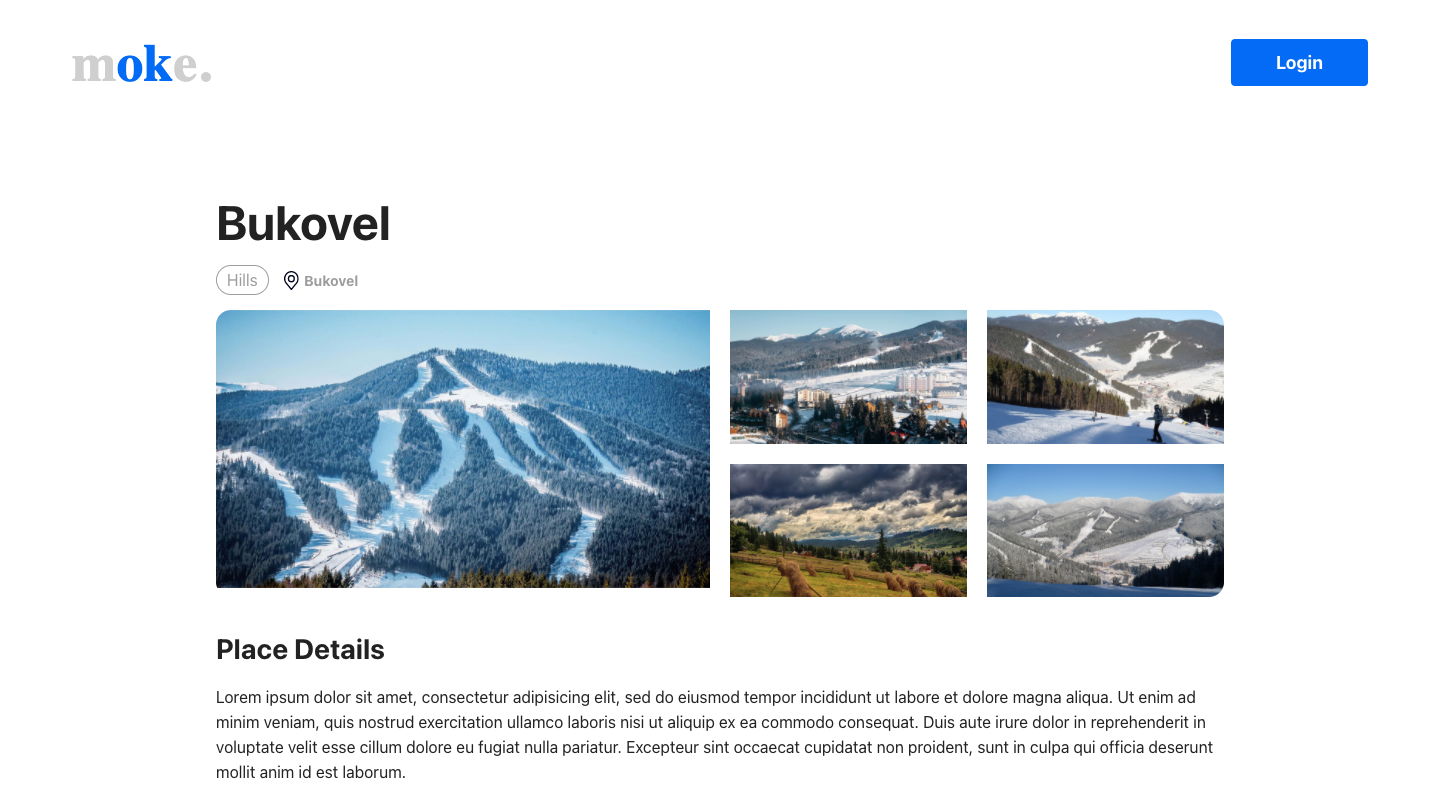 moke.
Login
Bukovel
Hills
Bukovel
Place Details
Lorem ipsum dolor sit amet, consectetur adipisicing elit, sed do eiusmod tempor incididunt ut labore et dolore magna aliqua. Ut enim ad
minim veniam, quis nostrud exercitation ullamco laboris nisi ut aliquip ex ea commodo consequat. Duis aute irure dolor in reprehenderit in
voluptate velit esse cillum dolore eu fugiat nulla pariatur. Excepteur sint occaecat cupidatat non proident, sunt in culpa qui officia deserunt
mollit anim id est laborum.